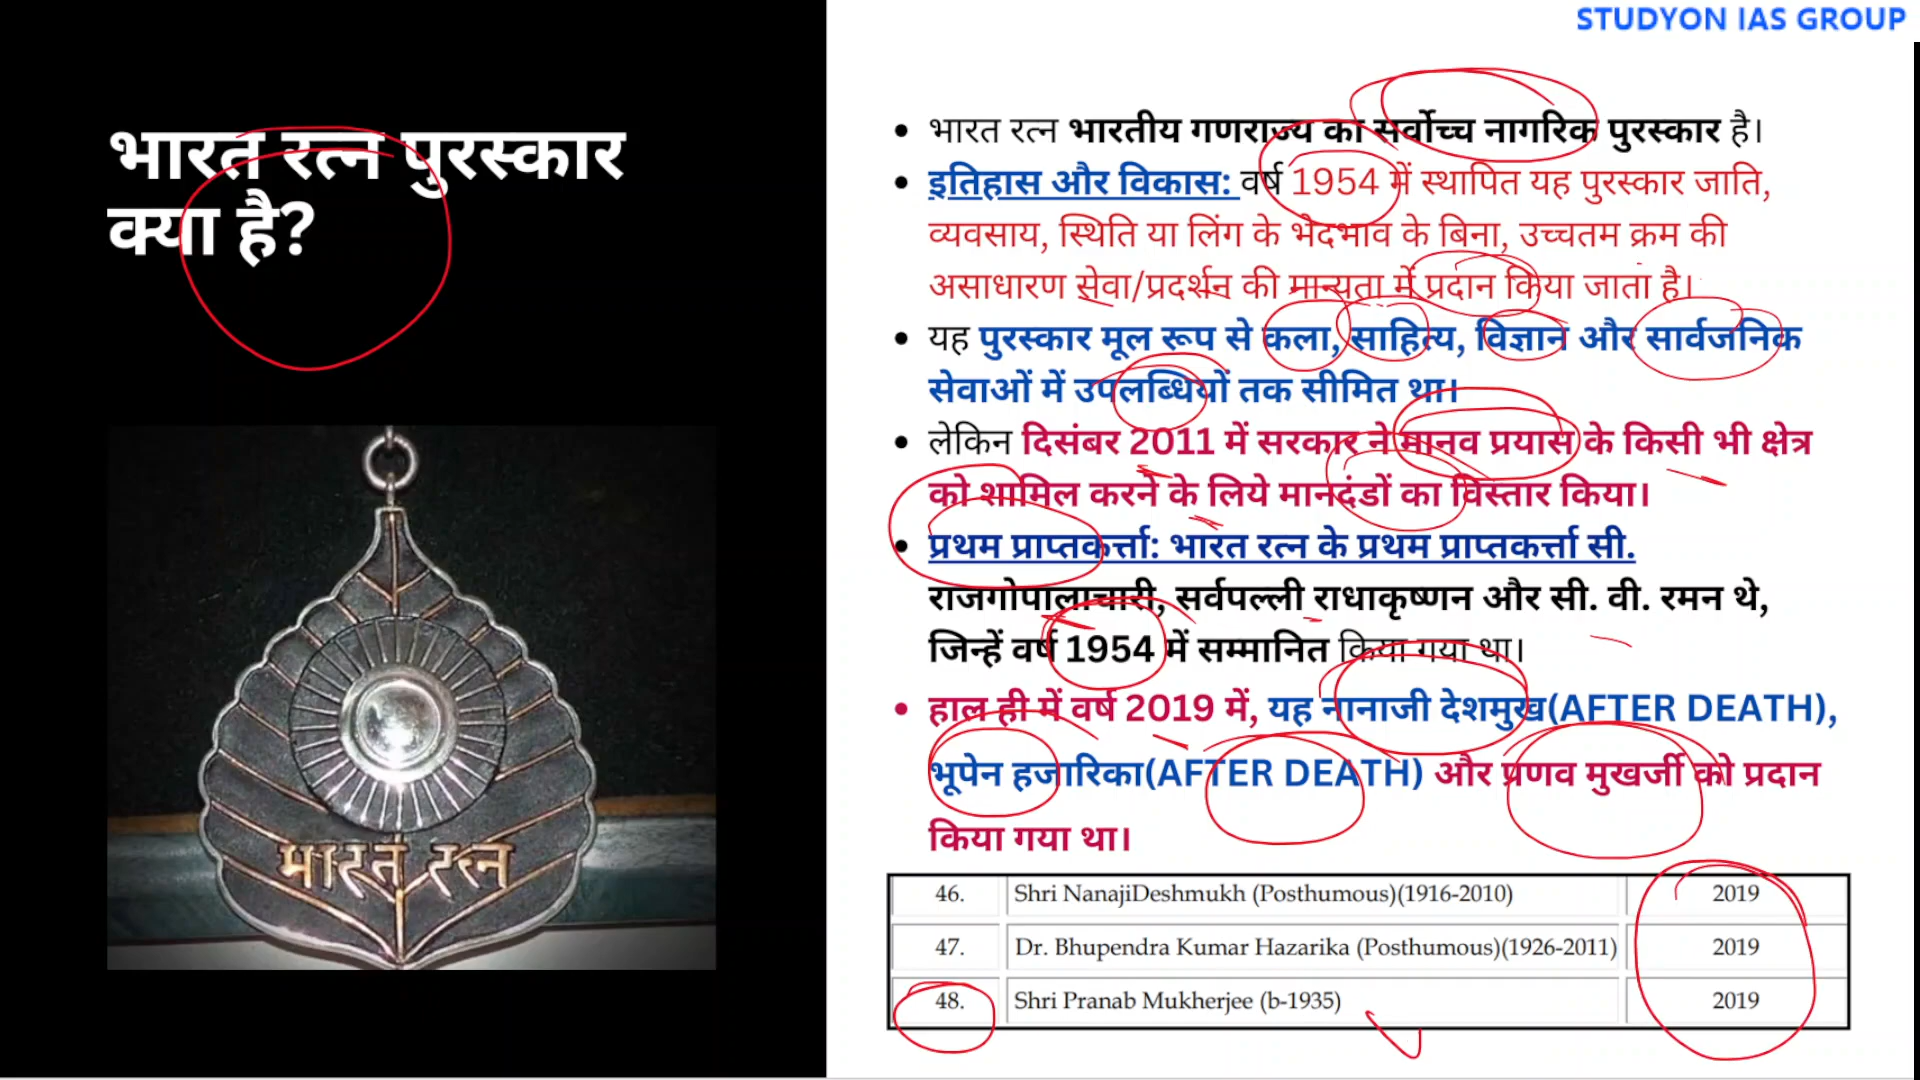 STUDYON IAS GROUP
भारत रत्न पुरस्कार
क्या है?
भारत रत्न
• भारत रत्न भारतीय गणराज्य का सर्वोच्च नागरिक पुरस्कार है।
• इतिहास और विकास: वर्ष 1954 में स्थापित यह पुरस्कार जाति,
व्यवसाय, स्थिति या लिंग के भेदभाव के बिना, उच्चतम क्रम की
असाधारण सेवा/प्रदर्शन की मान्यता में प्रदान किया जाता है।
• यह पुरस्कार मूल रूप से कला, साहित्य, विज्ञान और सार्वजनिक
सेवाओं में उपलब्धियों तक सीमित था।
• लेकिन दिसंबर 2011 में सरकार ने मानव प्रयास के किसी भी क्षेत्र
को शामिल करने के लिये मानदंडों का विस्तार किया।
• प्रथम प्राप्तकर्त्ता: भारत रत्न के प्रथम प्राप्तकर्त्ता सी.
राजगोपालाचारी, सर्वपल्ली राधाकृष्णन और सी. वी. रमन थे,
जिन्हें वर्ष 1954 में सम्मानित किया गया था।
• हाल ही में वर्ष 2019 में, यह नानाजी देशमुख(AFTER DEATH),
भूपेन हजारिका(AFTER DEATH) और प्रणव मुखर्जी को प्रदान
किया गया था।
46. Shri NanajiDeshmukh (Posthumous)(1916-2010) 2019
47. Dr. Bhupendra Kumar Hazarika (Posthumous)(1926-2011) 2019
48. Shri Pranab Mukherjee (b-1935) 2019